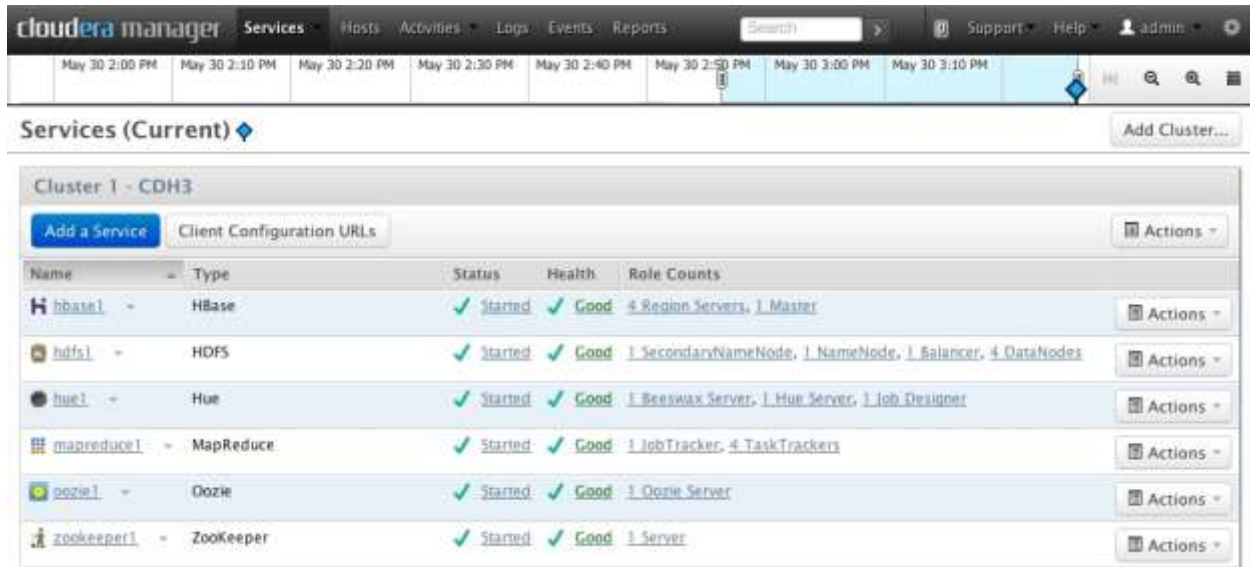 cloudera manager Services Hosts Activities Logs Events Reports Search Support Help admin
May 30 2:00 PM May 30 2:10 PM May 30 2:20 PM May 30 2:30 PM May 30 2:40 PM May 30 2:50 PM May 30 3:00 PM May 30 3:10 PM
Services (Current) Add Cluster...
Cluster 1 - CDH3
Add a Service Client Configuration URLs Actions
Name Type Status Health Role Counts
hbase1 HBase Started Good 4 Region Servers, 1 Master Actions
hdfs1 HDFS Started Good 1 SecondaryNameNode, 1 NameNode, 1 Balancer, 4 DataNodes Actions
hue1 Hue Started Good 1 Beeswax Server, 1 Hue Server, 1 Job Designer Actions
mapreduce1 MapReduce Started Good 1 JobTracker, 4 TaskTrackers Actions
oozie1 Oozie Started Good 1 Oozie Server Actions
zookeeper1 ZooKeeper Started Good 1 Server Actions